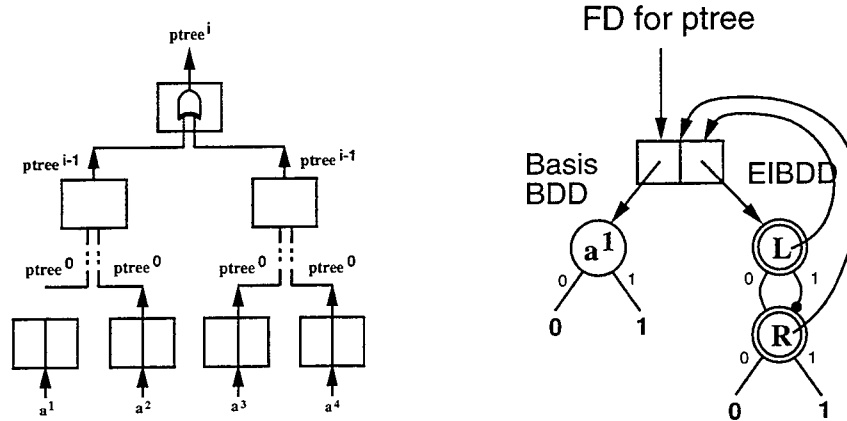 ptree^i
ptree^i-1 ptree^i-1
ptree^0 ptree^0 ptree^0 ptree^0
a^1 a^2 a^3 a^4
FD for ptree
Basis
BDD
EIBDD
a^1 L
0 1 0 1
0 1 R
0 1
0 1